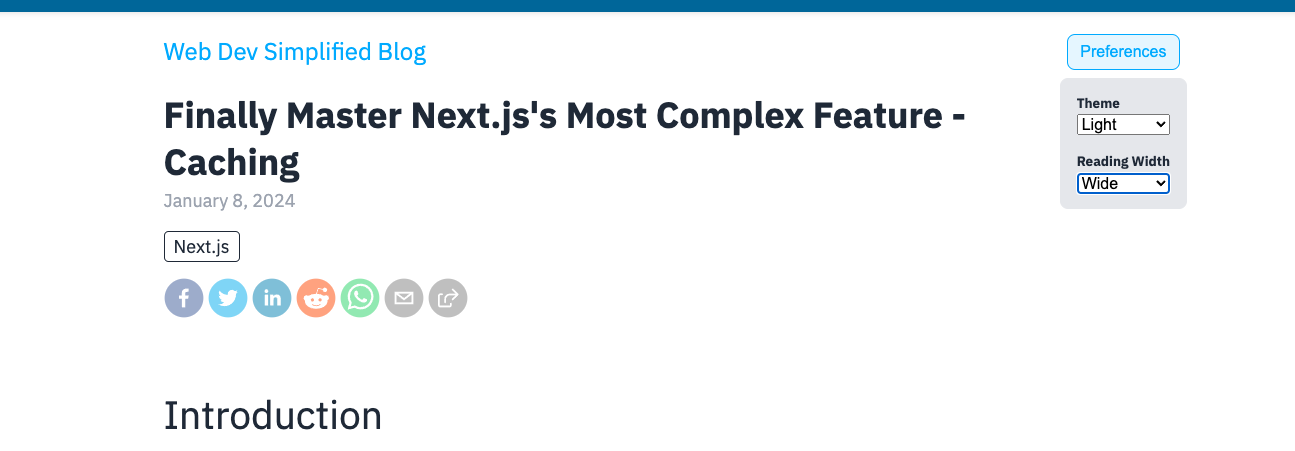 Web Dev Simplified Blog
Preferences
Finally Master Next.js's Most Complex Feature -
Caching
January 8, 2024
Theme
Light
Reading Width
Wide
Next.js
in
Introduction